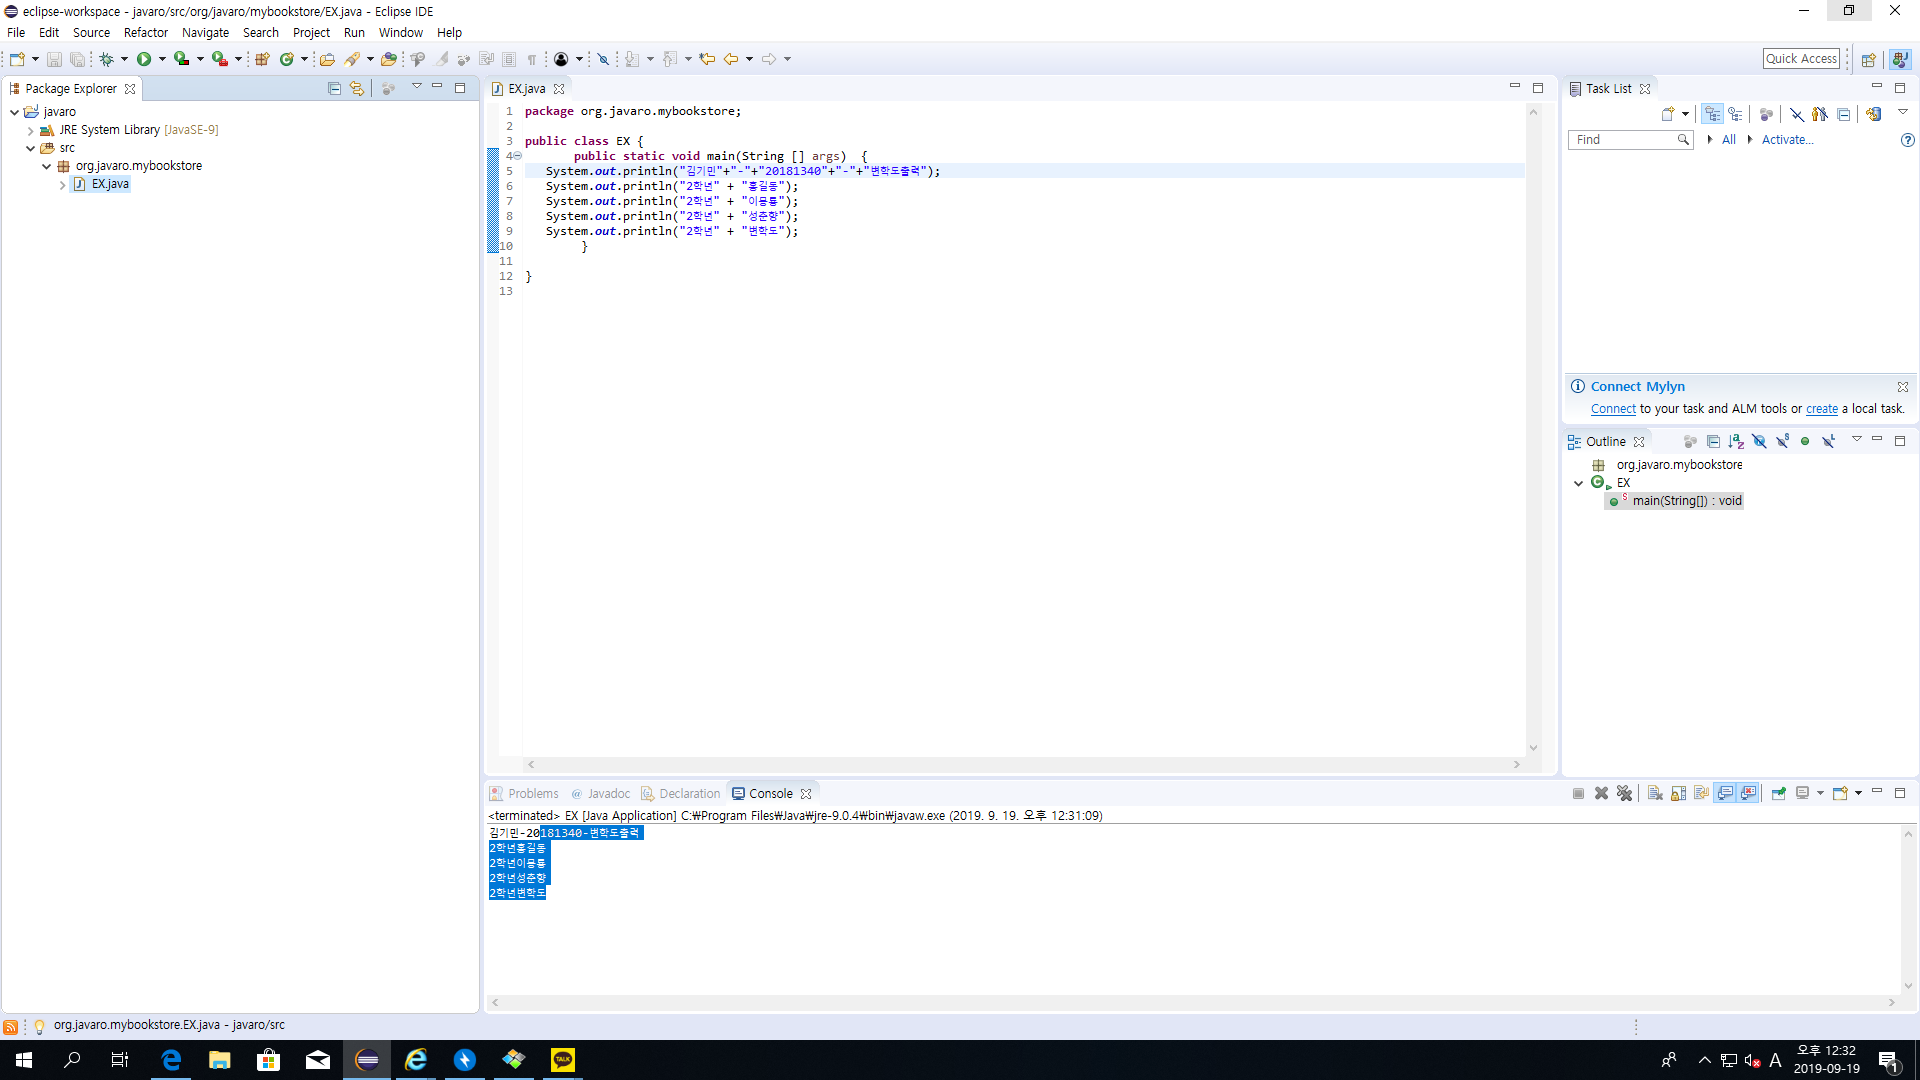 eclipse-workspace - javaro/src/org/javaro/mybookstore/EX.java - Eclipse IDE
File Edit Source Refactor Navigate Search Project Run Window Help
Quick Access
Package Explorer
javaro
JRE System Library [JavaSE-9]
src
org.javaro.mybookstore
EX.java
EX.java
1 package org.javaro.mybookstore;
2
3 public class EX {
4 public static void main(String [] args) {
5 System.out.println("김기민"+"-"+"20181340"+"-"+"변학도출력");
6 System.out.println("2학년" + "홍길동");
7 System.out.println("2학년" + "이몽룡");
8 System.out.println("2학년" + "성춘향");
9 System.out.println("2학년" + "변학도");
10 }
11
12 }
13
Task List
Find All Activate...
Connect Mylyn
Connect to your task and ALM tools or create a local task.
Outline
org.javaro.mybookstore
EX
main(String[]) : void
Problems @ Javadoc Declaration Console
<terminated> EX [Java Application] C:₩Program Files₩Java₩jre-9.0.4₩bin₩javaw.exe (2019. 9. 19. 오후 12:31:09)
김기민-20181340-변학도출력
2학년홍길동
2학년이몽룡
2학년성춘향
2학년변학도
org.javaro.mybookstore.EX.java - javaro/src
TALK
A
오후 12:32
2019-09-19
1